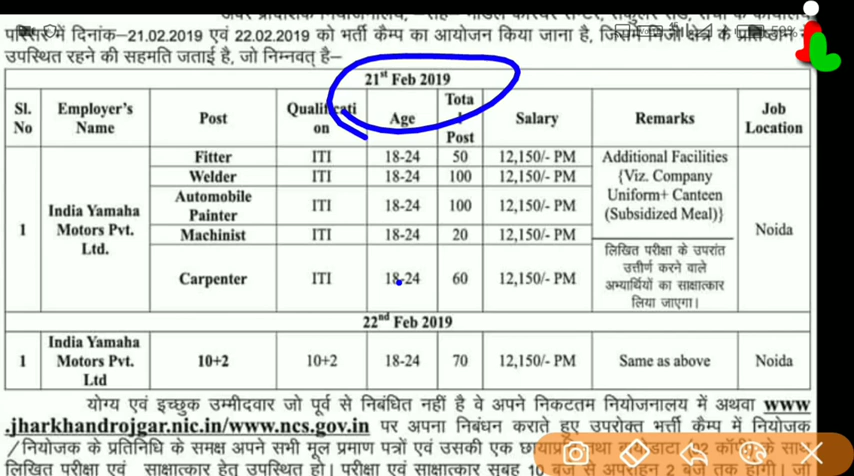 परिसर में दिनांक–21.02.2019 एवं 22.02.2019 को भर्ती कैम्प का आयोजन किया जाना है, जिसमें निजी क्षेत्र के
उपस्थित रहने की सहमति जताई है, जो निम्नवत् है–
21st Feb 2019
Sl. No Employer's Name Post Qualification Age Total Post Salary Remarks Job Location
1 India Yamaha Motors Pvt. Ltd.
Fitter ITI 18-24 50 12,150/- PM
Welder ITI 18-24 100 12,150/- PM
Automobile Painter ITI 18-24 100 12,150/- PM
Machinist ITI 18-24 20 12,150/- PM
Carpenter ITI 18-24 60 12,150/- PM
Additional Facilities
{Viz. Company
Uniform+ Canteen
(Subsidized Meal)}
लिखित परीक्षा के उपरांत
उत्तीर्ण करने वाले
अभ्यार्थियों का साक्षात्कार
लिया जाएगा।
Noida
22nd Feb 2019
1 India Yamaha Motors Pvt. Ltd 10+2 10+2 18-24 70 12,150/- PM Same as above Noida
योग्य एवं इच्छुक उम्मीदवार जो पूर्व से निबंधित नहीं है वे अपने निकटतम नियोजनालय में अथवा www
.jharkhandrojgar.nic.in/www.ncs.gov.in पर अपना निबंधन कराते हुए उपरोक्त भर्ती कैम्प में नियोजक
/नियोजक के प्रतिनिधि के समक्ष अपने सभी मूल प्रमाण पत्रों एवं उसकी एक
लिखित परीक्षा एवं साक्षात्कार हेतु उपस्थित हो। परीक्षा एवं साक्षात्कार सुबह 10